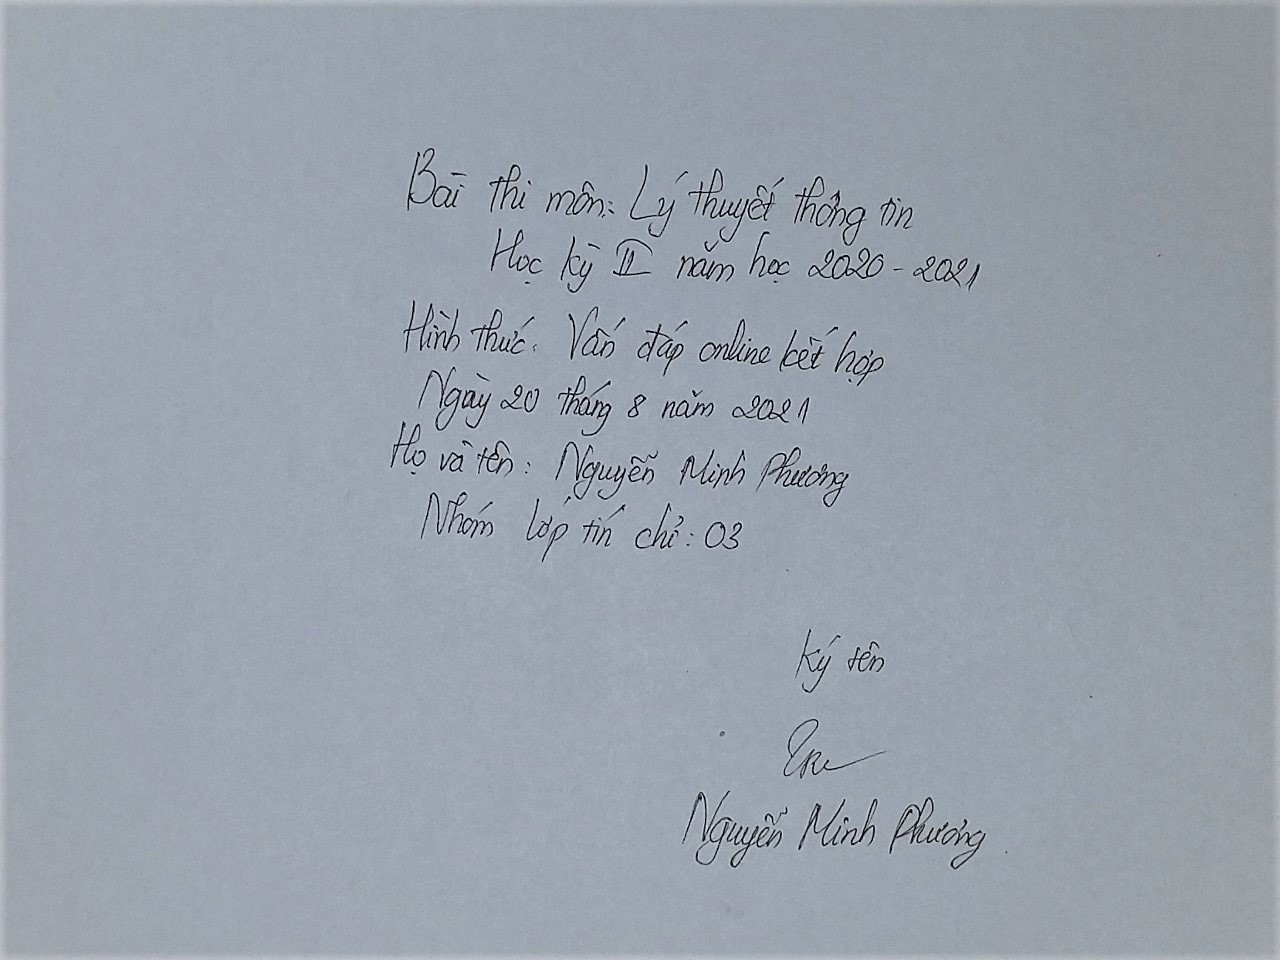 Bài thi môn: Lý thuyết thông tin
Học kỳ II năm học 2020 - 2021
Hình thức: Vấn đáp online kết hợp
Ngày 20 tháng 8 năm 2021
Họ và tên: Nguyễn Minh Phương
Nhóm lớp tín chỉ: 03
Ký tên
Nguyễn Minh Phương